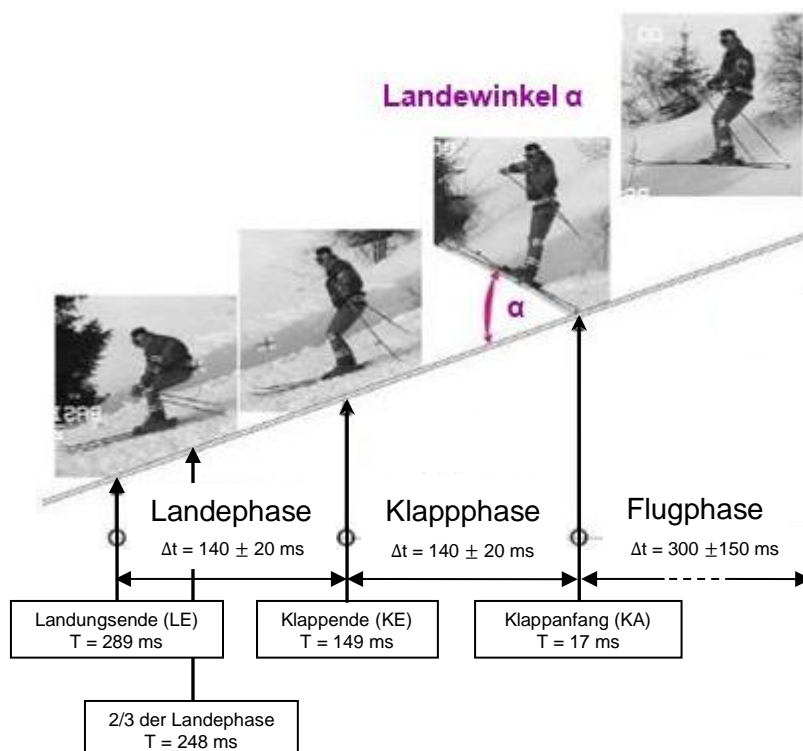 Landewinkel α
α
Landephase
Klappphase
Flugphase
Δt = 140 ± 20 ms
Δt = 140 ± 20 ms
Δt = 300 ±150 ms
Landungsende (LE)
T = 289 ms
Klappende (KE)
T = 149 ms
Klappanfang (KA)
T = 17 ms
2/3 der Landephase
T = 248 ms